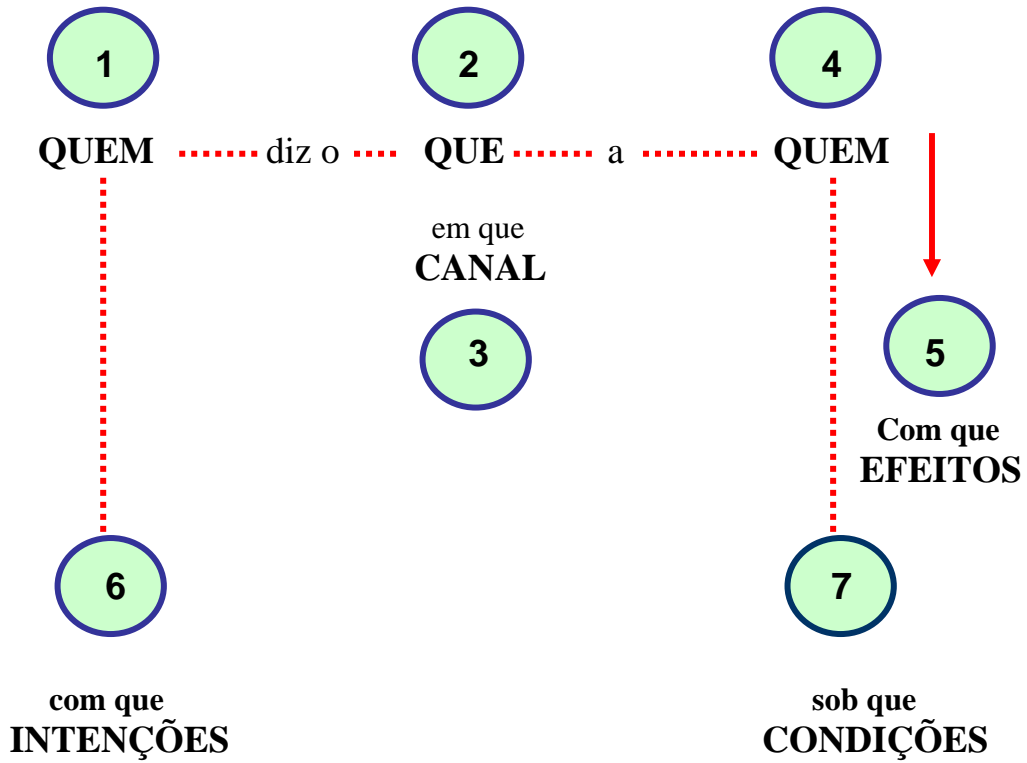 1 2 4
QUEM diz o QUE a QUEM
em que
CANAL
3
5
Com que
EFEITOS
6 7
com que sob que
INTENÇÕES CONDIÇÕES